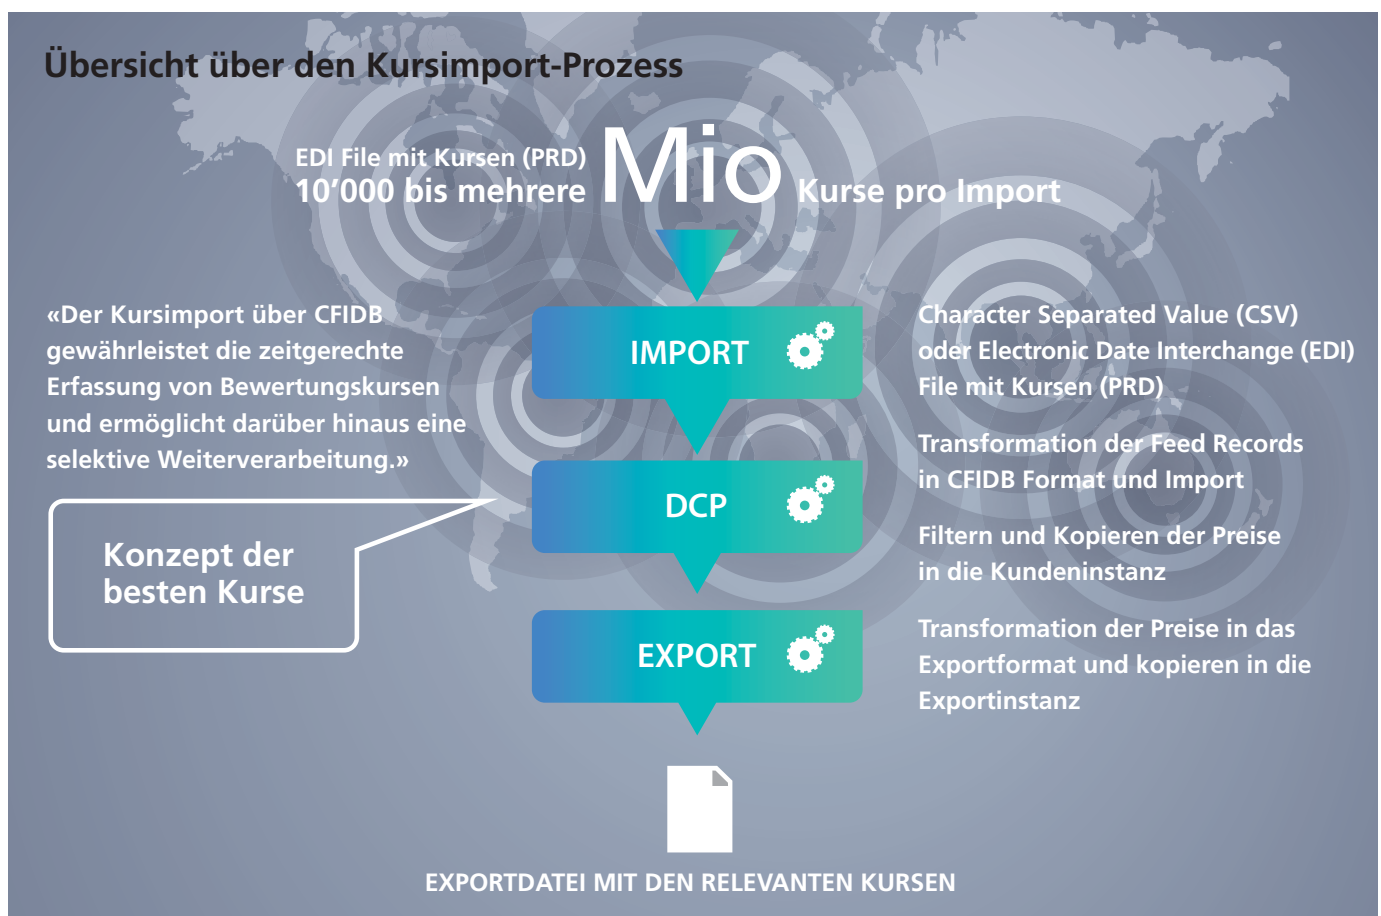 Übersicht über den Kursimport-Prozess
EDI File mit Kursen (PRD)
10’000 bis mehrere Mio Kurse pro Import
«Der Kursimport über CFIDB
gewährleistet die zeitgerechte
Erfassung von Bewertungskursen
und ermöglicht darüber hinaus eine
selektive Weiterverarbeitung.»
Konzept der
besten Kurse
IMPORT
DCP
EXPORT
Character Separated Value (CSV)
oder Electronic Date Interchange (EDI)
File mit Kursen (PRD)
Transformation der Feed Records
in CFIDB Format und Import
Filtern und Kopieren der Preise
in die Kundeninstanz
Transformation der Preise in das
Exportformat und kopieren in die
Exportinstanz
EXPORTDATEI MIT DEN RELEVANTEN KURSEN